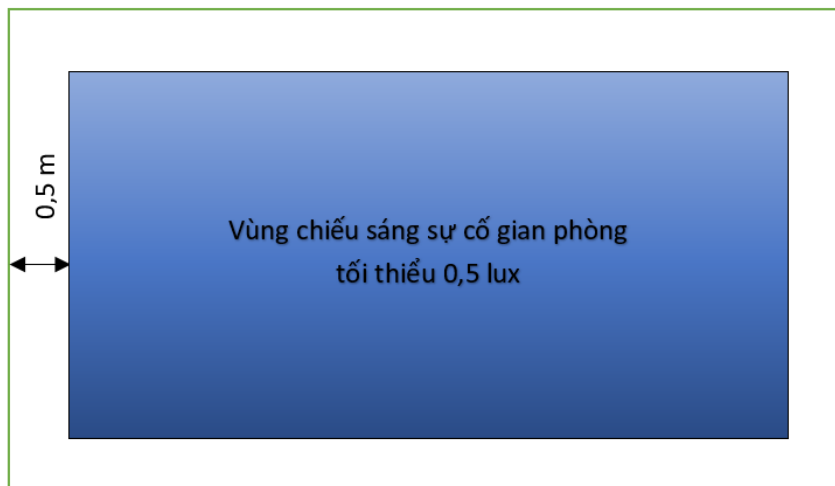 0,5 m
Vùng chiếu sáng sự cố gian phòng
tối thiểu 0,5 lux